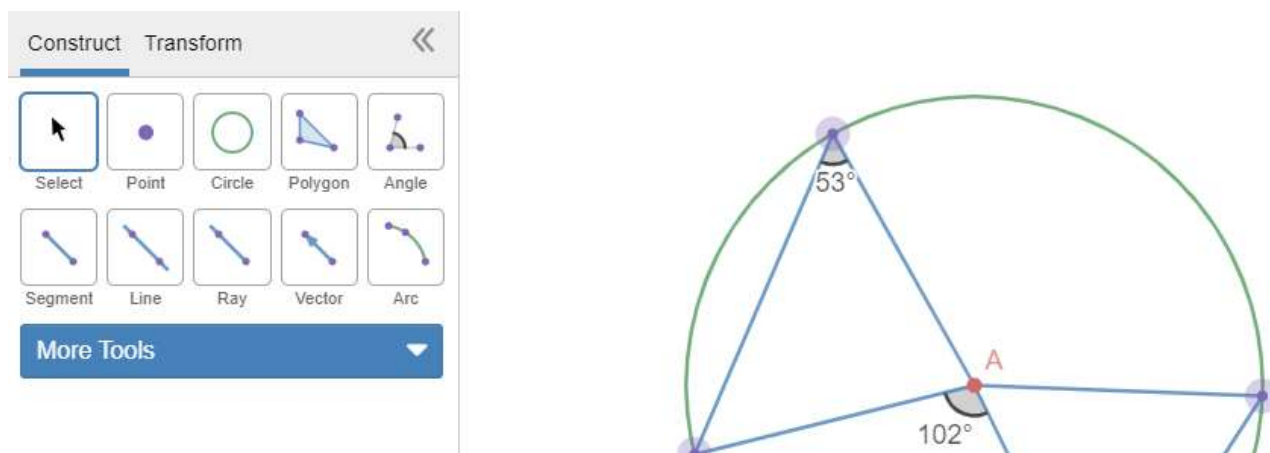 Construct Transform
Select Point Circle Polygon Angle
Segment Line Ray Vector Arc
More Tools
53°
A
102°